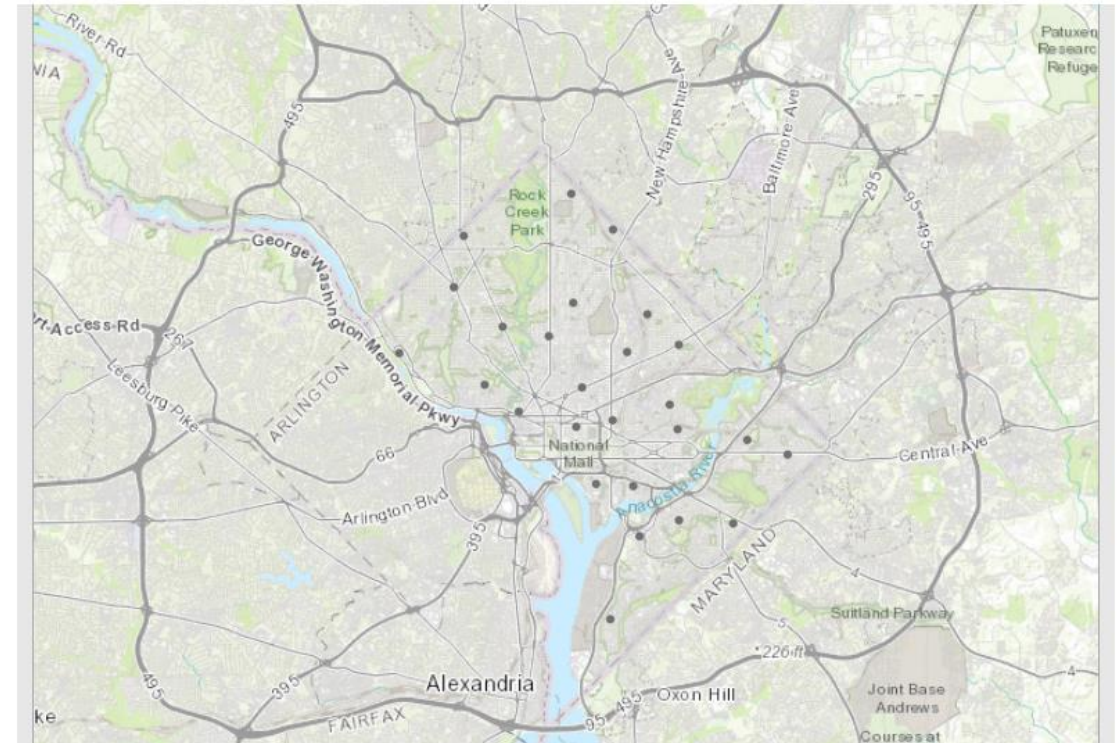 River Rd
NIA
495
New Hampshire Ave
Baltimore Ave
Patuxen
Researc
Refuge
295
95-495
Rock
Creek
Park
George Washington Memorial Pkwy
rt-Access-Rd
267
Leesburg-Pike
ARLINGTON
66
Arlington-Blvd
395
National
Mall
Anacostia River
Central-Ave
MARYLAND
4
Suitland Parkway
5
226 ft
4
Alexandria
Oxon Hill
Joint Base
Andrews
Courses at
495
395
FAIRFAX
95
495
ke